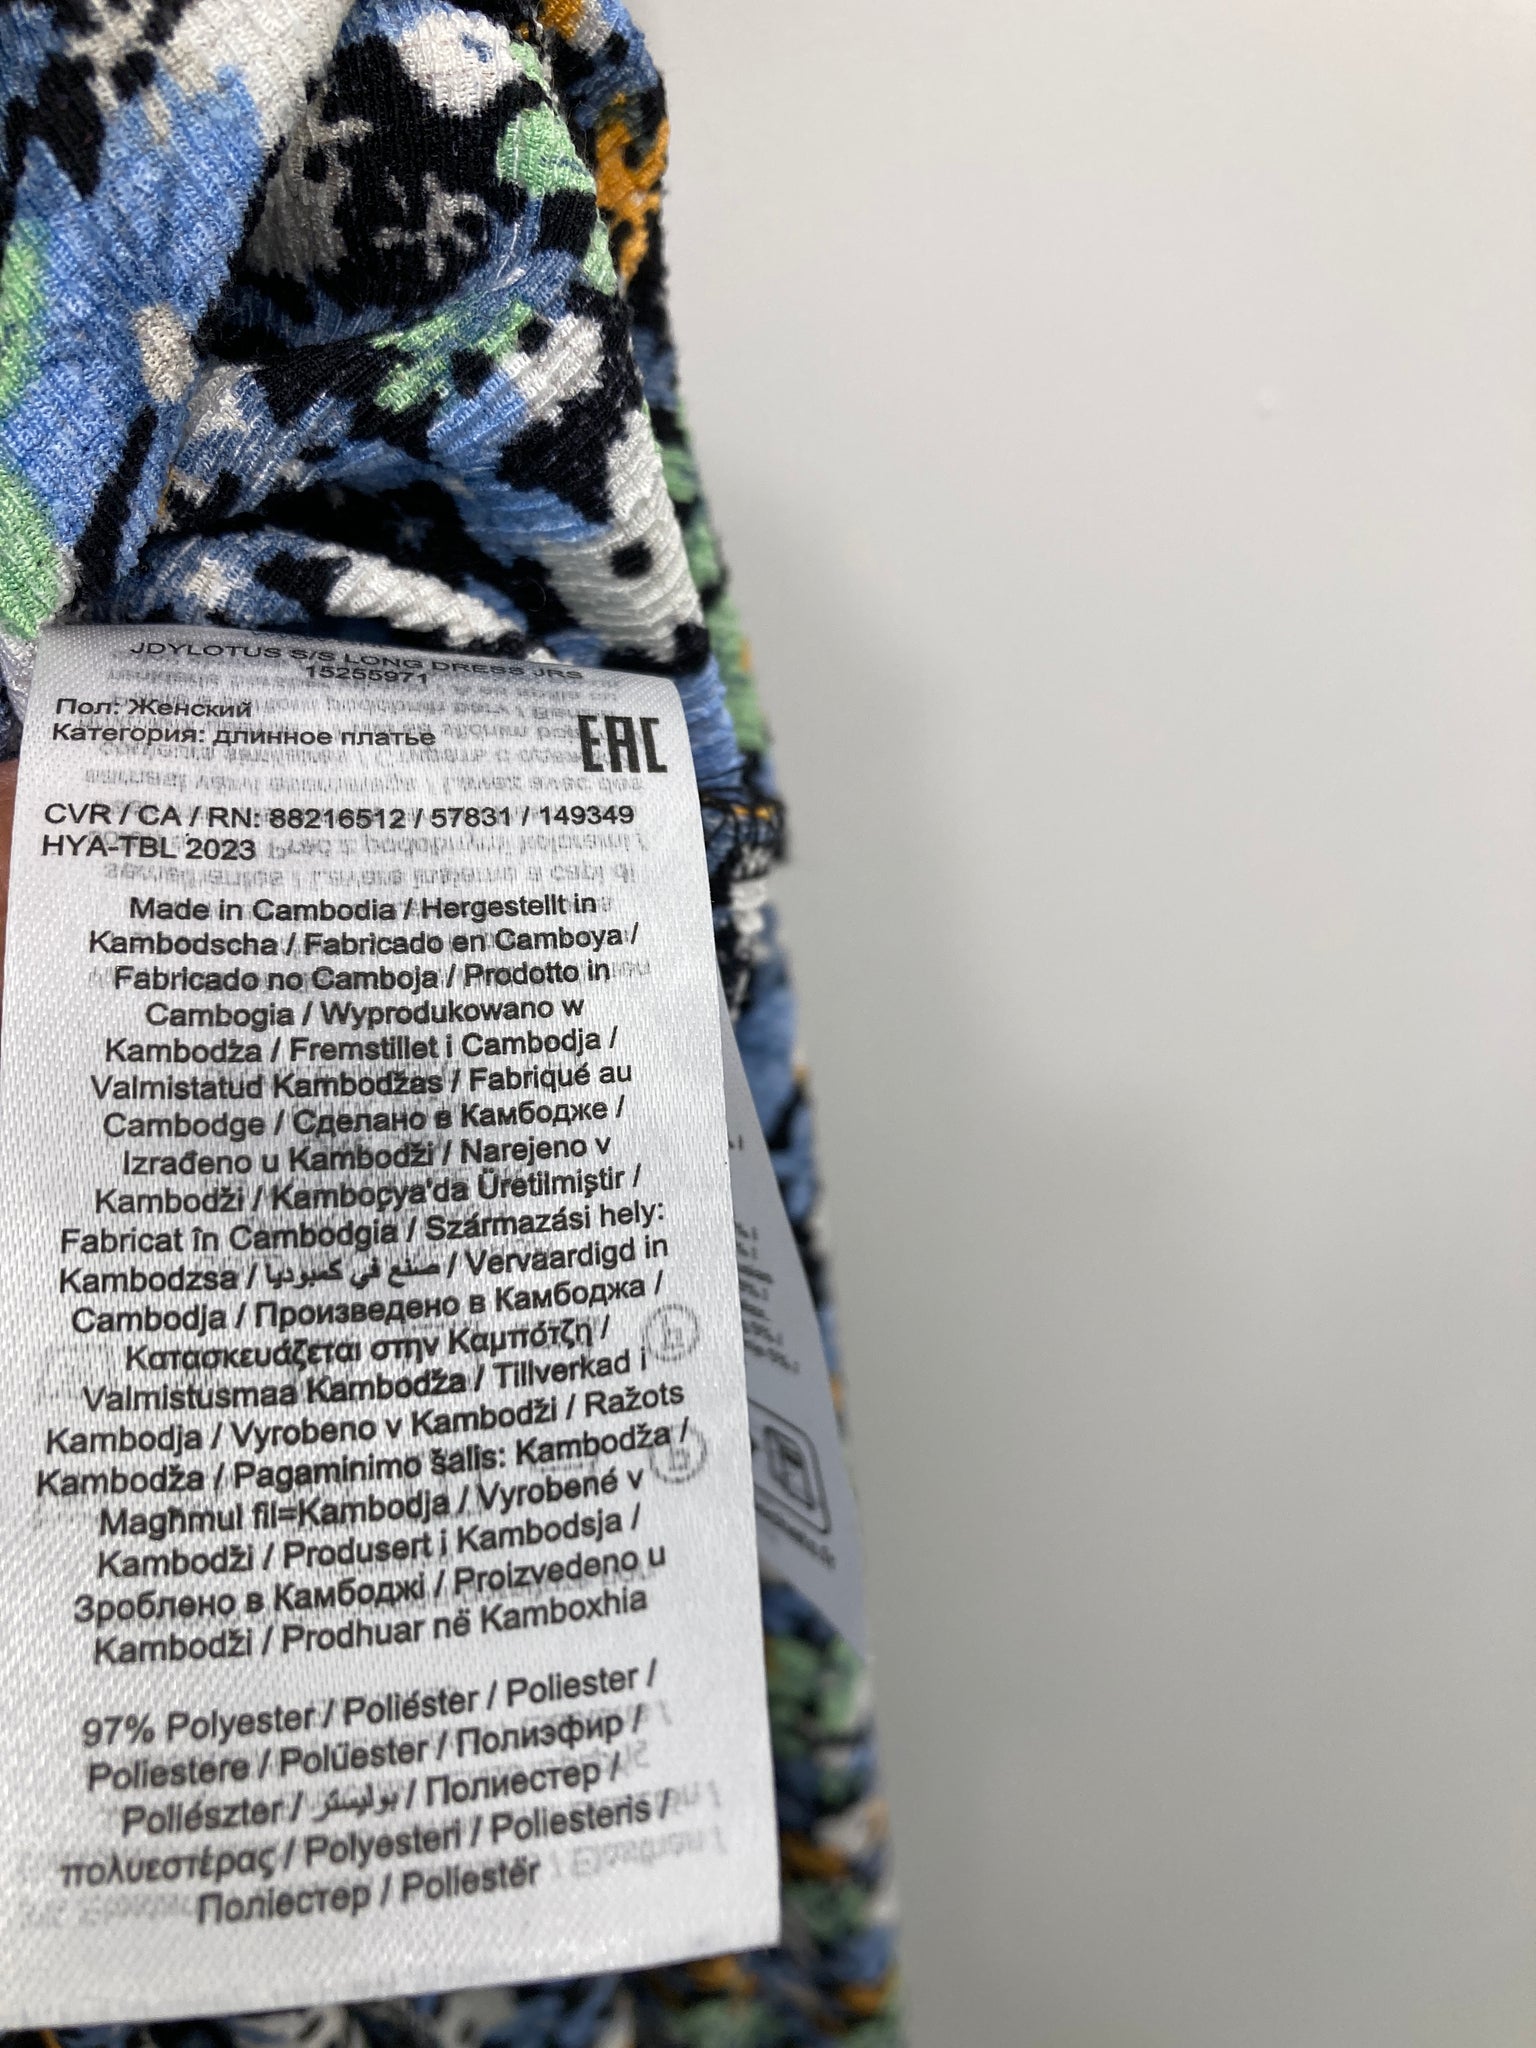 JDYLOTUS S/S LONG DRESS JRS
15255971
Пол: Женский
Категория: длинное платье
EAC
CVR / CA / RN: 88216512 / 57831 / 149349
HYA-TBL 2023
Made in Cambodia / Hergestellt in
Kambodscha / Fabricado en Camboya /
Fabricado no Camboja / Prodotto in
Cambogia / Wyprodukowano w
Kambodża / Fremstillet i Cambodja /
Valmistatud Kambodžas / Fabriqué au
Cambodge / Сделано в Камбодже /
Izrađeno u Kambodži / Narejeno v
Kambodži / Kamboçya'da Üretilmiştir /
Fabricat în Cambodgia / Származási hely:
Kambodzsa / صنع في كمبوديا / Vervaardigd in
Cambodja / Произведено в Камбоджа /
Κατασκευάζεται στην Καμπότζη /
Valmistusmaa Kambodža / Tillverkad i
Kambodja / Vyrobeno v Kambodži / Ražots
Kambodža / Pagaminimo šalis: Kambodža /
Magħmul fil=Kambodja / Vyrobené v
Kambodži / Produsert i Kambodsja /
Зроблено в Камбоджі / Proizvedeno u
Kambodži / Prodhuar në Kamboxhia
97% Polyester / Poliéster / Poliester /
Poliestere / Polüester / Полиэфир /
Poliészter / بوليستر / Полиестер /
πολυεστέρας / Polyesteri / Poliesteris /
Поліестер / Poliestër